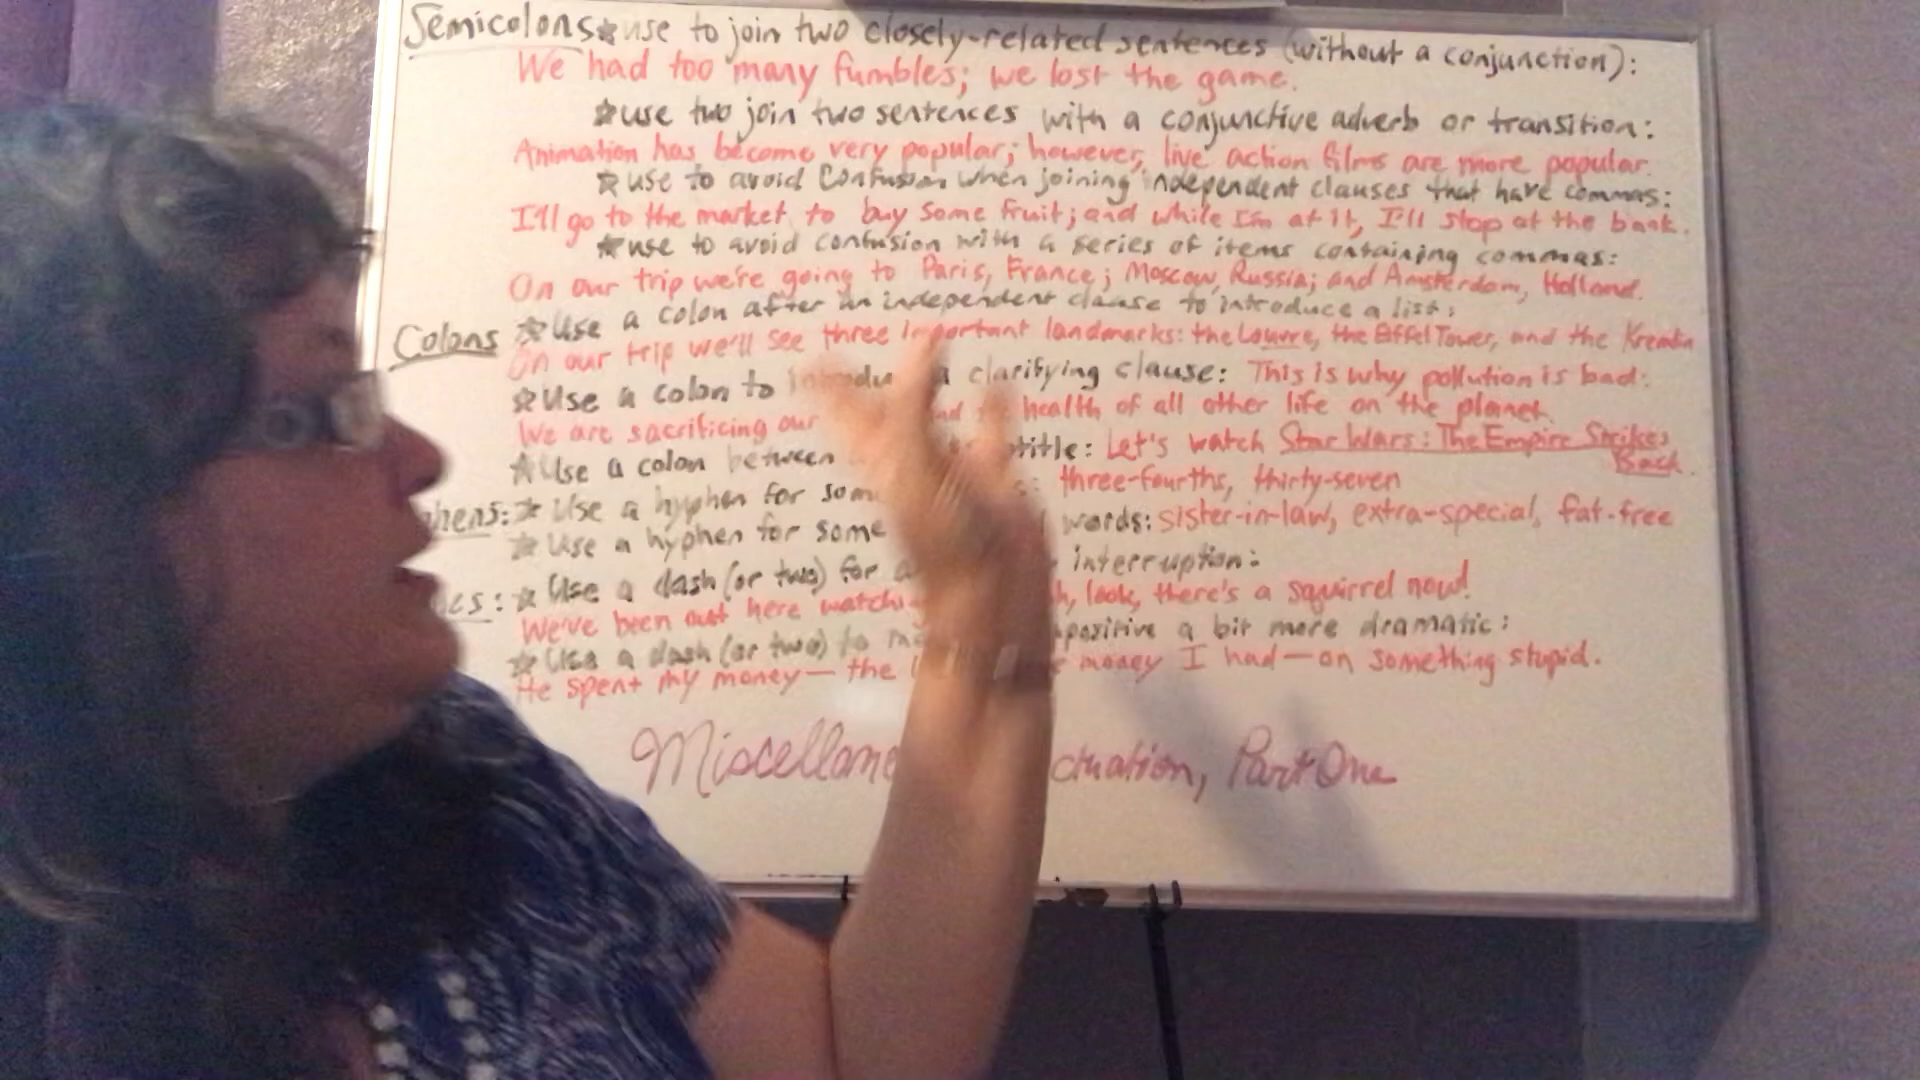 Semicolons ☆use to join two closely-related sentences (without a conjunction):
We had too many fumbles; we lost the game.
☆use two join two sentences with a conjunctive adverb or transition:
Animation has become very popular; however, live action films are more popular.
☆use to avoid confusion when joining independent clauses that have commas:
I'll go to the market to buy some fruit; and while I'm at it, I'll stop at the bank.
☆use to avoid confusion with a series of items containing commas:
On our trip we're going to Paris, France; Moscow, Russia; and Amsterdam, Holland.
Colons ☆Use a colon after an independent clause to introduce a list:
On our trip we'll see three important landmarks: the Louvre, the Eiffel Tower, and the Kremlin
☆Use a colon to a clarifying clause: This is why pollution is bad:
We are sacrificing our health of all other life on the planet.
☆Use a colon between title: Let's watch Star Wars: The Empire Strikes
Back.
phens: ☆ Use a hyphen for some : three-fourths, thirty-seven
☆ Use a hyphen for some words: sister-in-law, extra-special, fat-free
es: ☆ Use a dash (or two) for interruption:
We've been out here look, there's a squirrel now!
☆ Use a dash (or two) to positive a bit more dramatic:
He spent my money— the money I had—on something stupid.
Miscellane ctuation, Part One